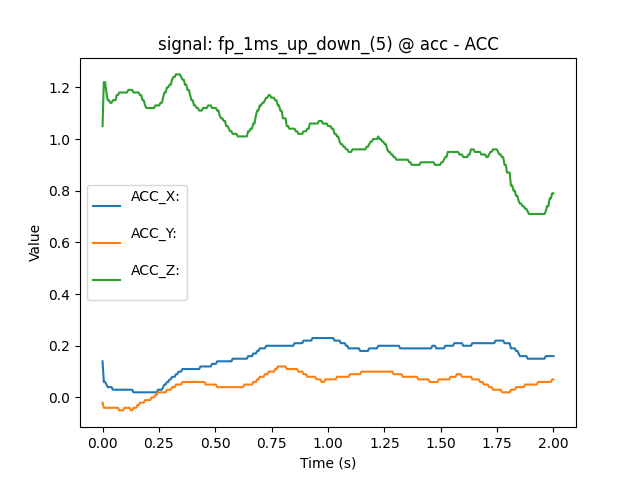 signal: fp_1ms_up_down_(5) @ acc - ACC
1.2
1.0
0.8
0.6
0.4
0.2
0.0
Value
ACC_X:
ACC_Y:
ACC_Z:
0.00 0.25 0.50 0.75 1.00 1.25 1.50 1.75 2.00
Time (s)